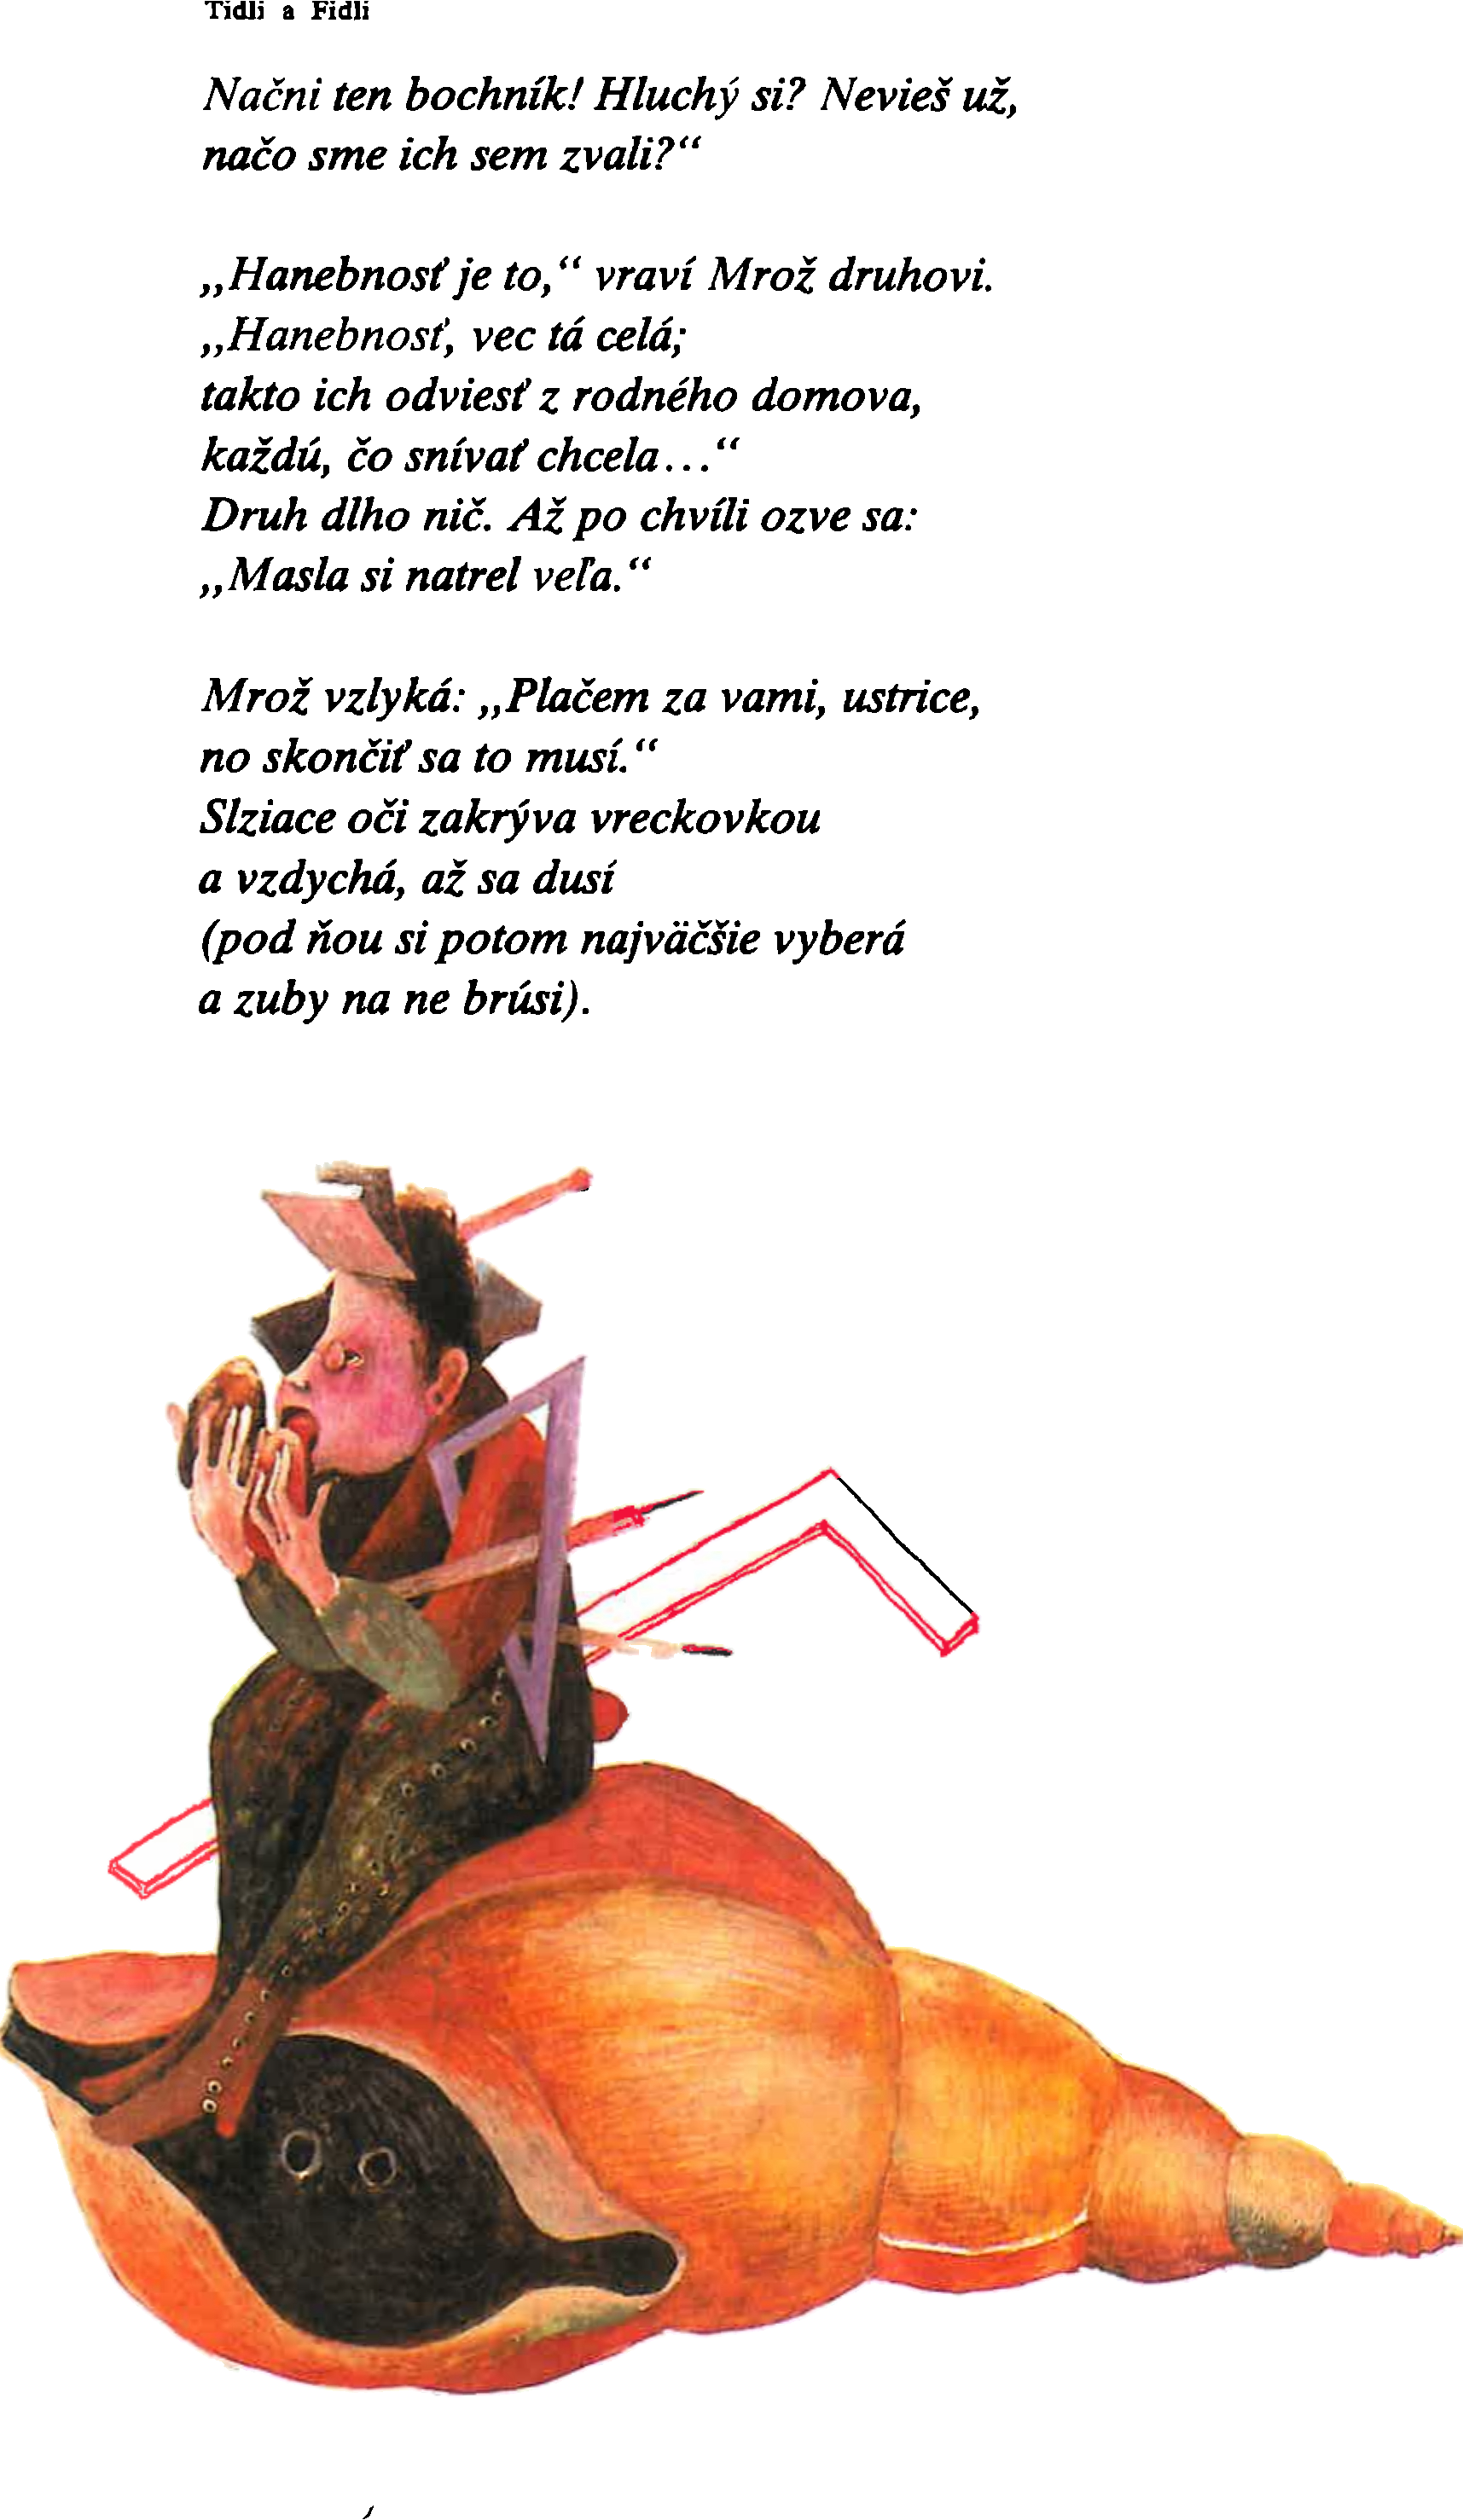 Tidli a Fidli
Načni ten bochník! Hluchý si? Nevieš už,
načo sme ich sem zvali?“
„Hanebnosť je to,“ vraví Mrož druhovi.
„Hanebnosť, vec tá celá;
takto ich odviesť z rodného domova,
každú, čo snívať chcela...“
Druh dlho nič. Až po chvíli ozve sa:
„Masla si natrel veľa.“
Mrož vzlyká: „Plačem za vami, ustrice,
no skončiť sa to musí.“
Slziace oči zakrýva vreckovkou
a vzdychá, až sa dusí
(pod ňou si potom najväčšie vyberá
a zuby na ne brúsi).